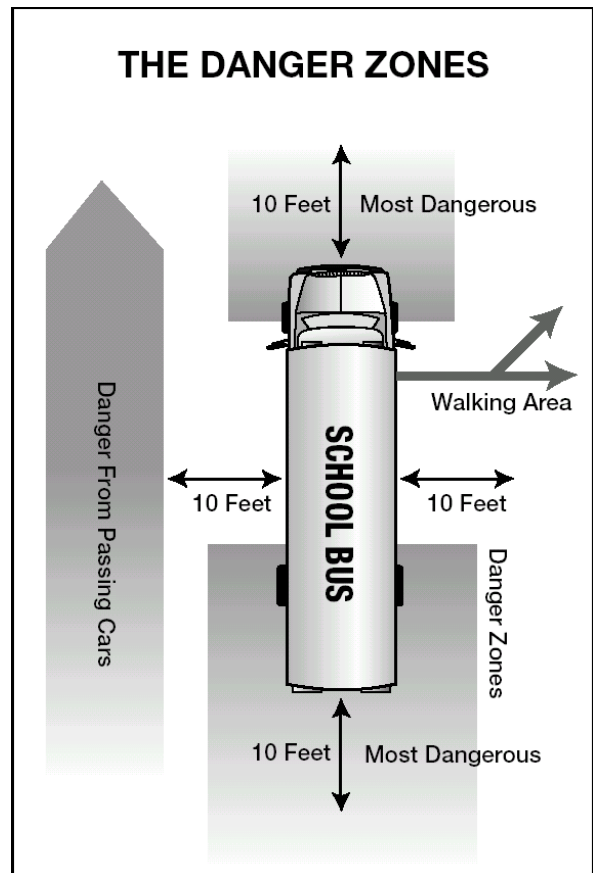 THE DANGER ZONES
10 Feet
Most Dangerous
Walking Area
Danger From Passing Cars
SCHOOL BUS
10 Feet
10 Feet
Danger Zones
10 Feet
Most Dangerous